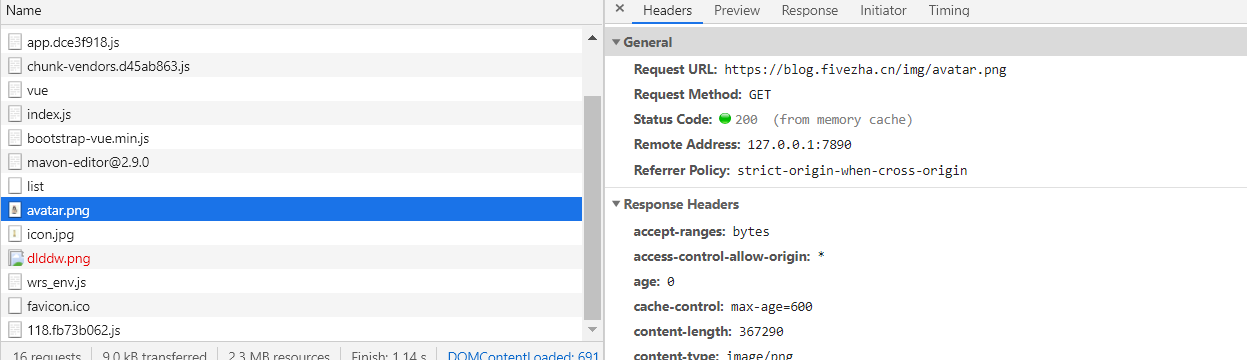 Name
app.dce3f918.js
chunk-vendors.d45ab863.js
vue
index.js
bootstrap-vue.min.js
mavon-editor@2.9.0
list
avatar.png
icon.jpg
dlddw.png
wrs_env.js
favicon.ico
118.fb73b062.js
16 requests 9.0 kB transferred 2.3 MB resources Finish: 1.14 s DOMContentLoaded: 691
× Headers Preview Response Initiator Timing
General
Request URL: https://blog.fivezha.cn/img/avatar.png
Request Method: GET
Status Code: 200 (from memory cache)
Remote Address: 127.0.0.1:7890
Referrer Policy: strict-origin-when-cross-origin
Response Headers
accept-ranges: bytes
access-control-allow-origin: *
age: 0
cache-control: max-age=600
content-length: 367290
content-type: image/png